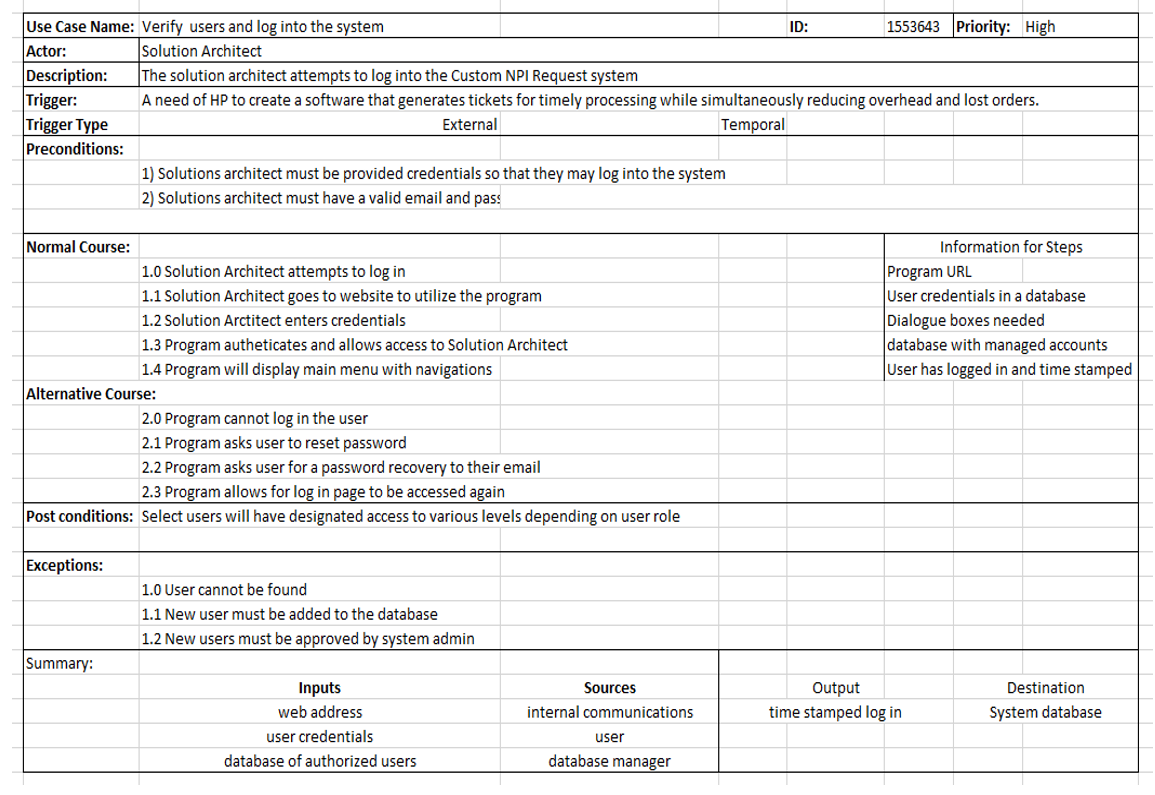 Use Case Name: Verify users and log into the system ID: 1553643 Priority: High
Actor: Solution Architect
Description: The solution architect attempts to log into the Custom NPI Request system
Trigger: A need of HP to create a software that generates tickets for timely processing while simultaneously reducing overhead and lost orders.
Trigger Type External Temporal
Preconditions:
1) Solutions architect must be provided credentials so that they may log into the system
2) Solutions architect must have a valid email and pass
Normal Course: Information for Steps
1.0 Solution Architect attempts to log in Program URL
1.1 Solution Architect goes to website to utilize the program User credentials in a database
1.2 Solution Arctitect enters credentials Dialogue boxes needed
1.3 Program autheticates and allows access to Solution Architect database with managed accounts
1.4 Program will display main menu with navigations User has logged in and time stamped
Alternative Course:
2.0 Program cannot log in the user
2.1 Program asks user to reset password
2.2 Program asks user for a password recovery to their email
2.3 Program allows for log in page to be accessed again
Post conditions: Select users will have designated access to various levels depending on user role
Exceptions:
1.0 User cannot be found
1.1 New user must be added to the database
1.2 New users must be approved by system admin
Summary:
Inputs Sources Output Destination
web address internal communications time stamped log in System database
user credentials user
database of authorized users database manager